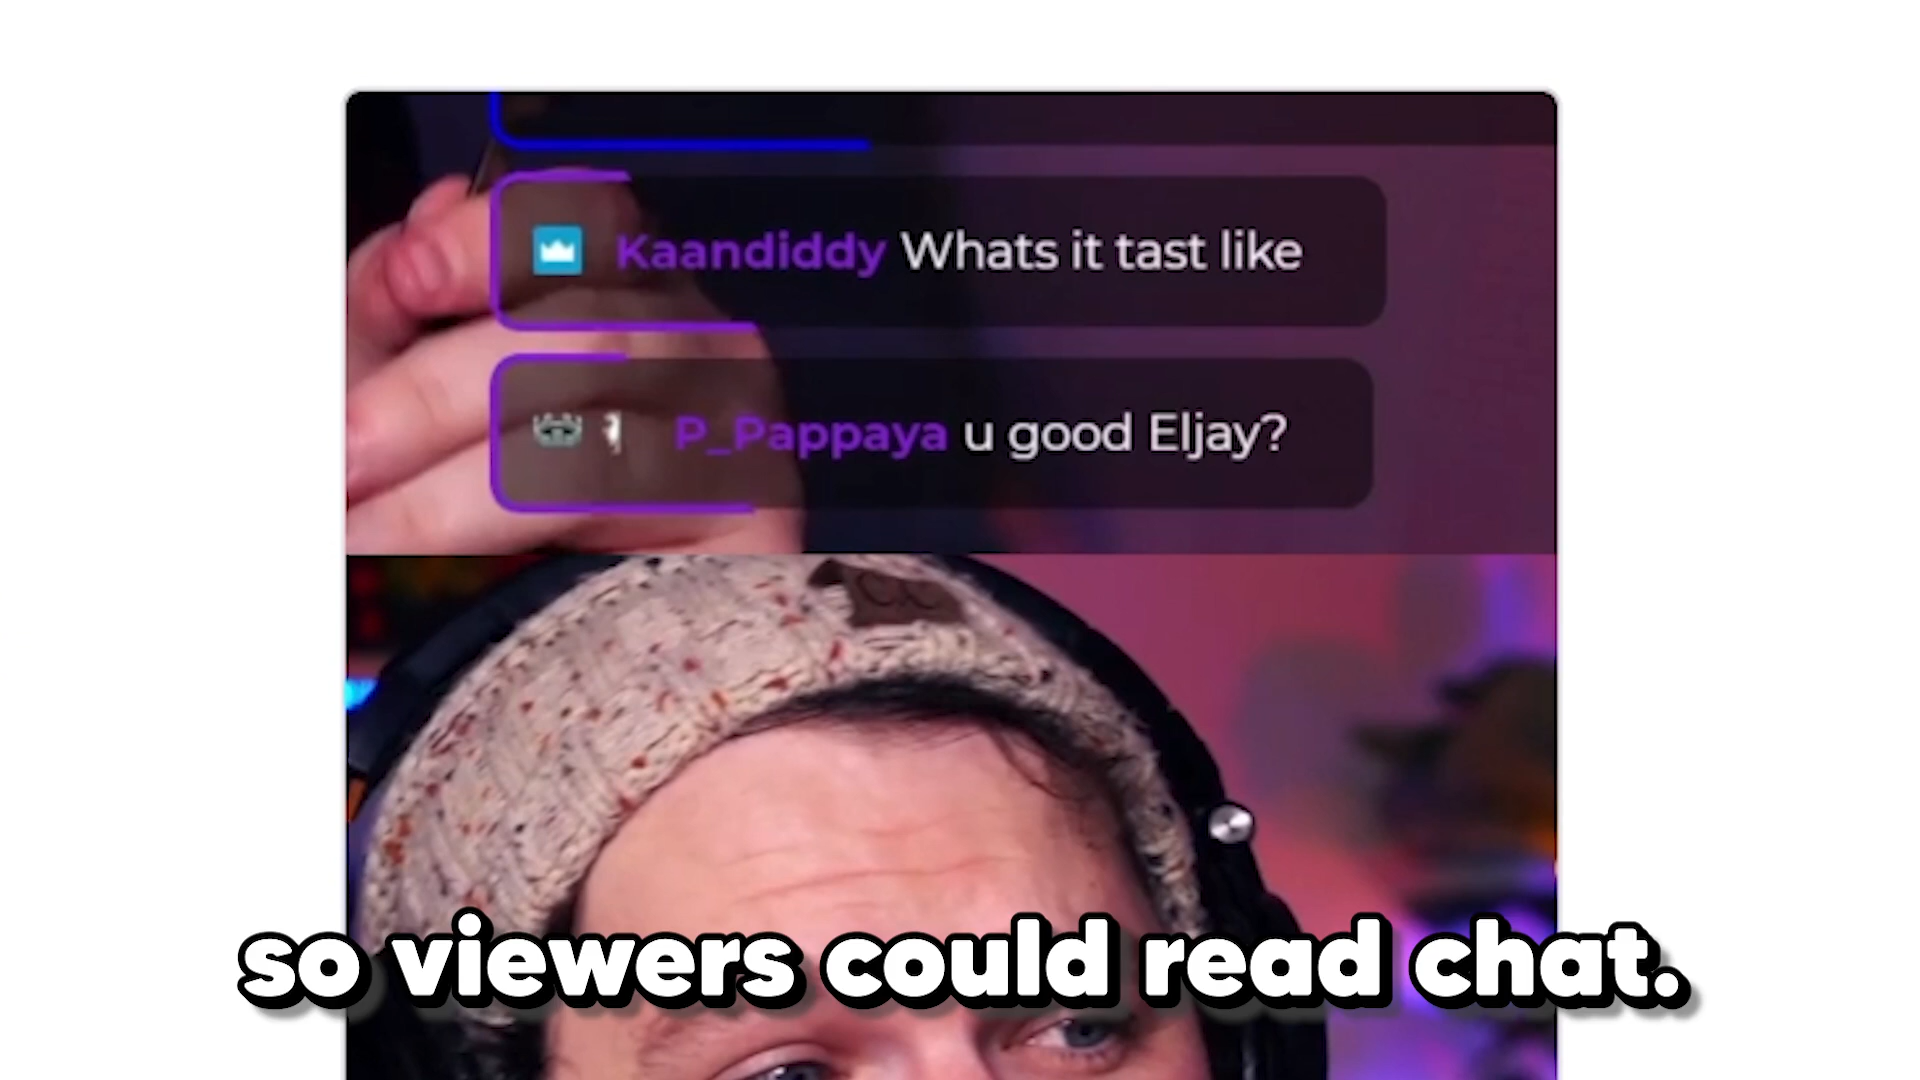 Kaandiddy Whats it tast like
P_Pappaya u good Eljay?
so viewers could read chat.